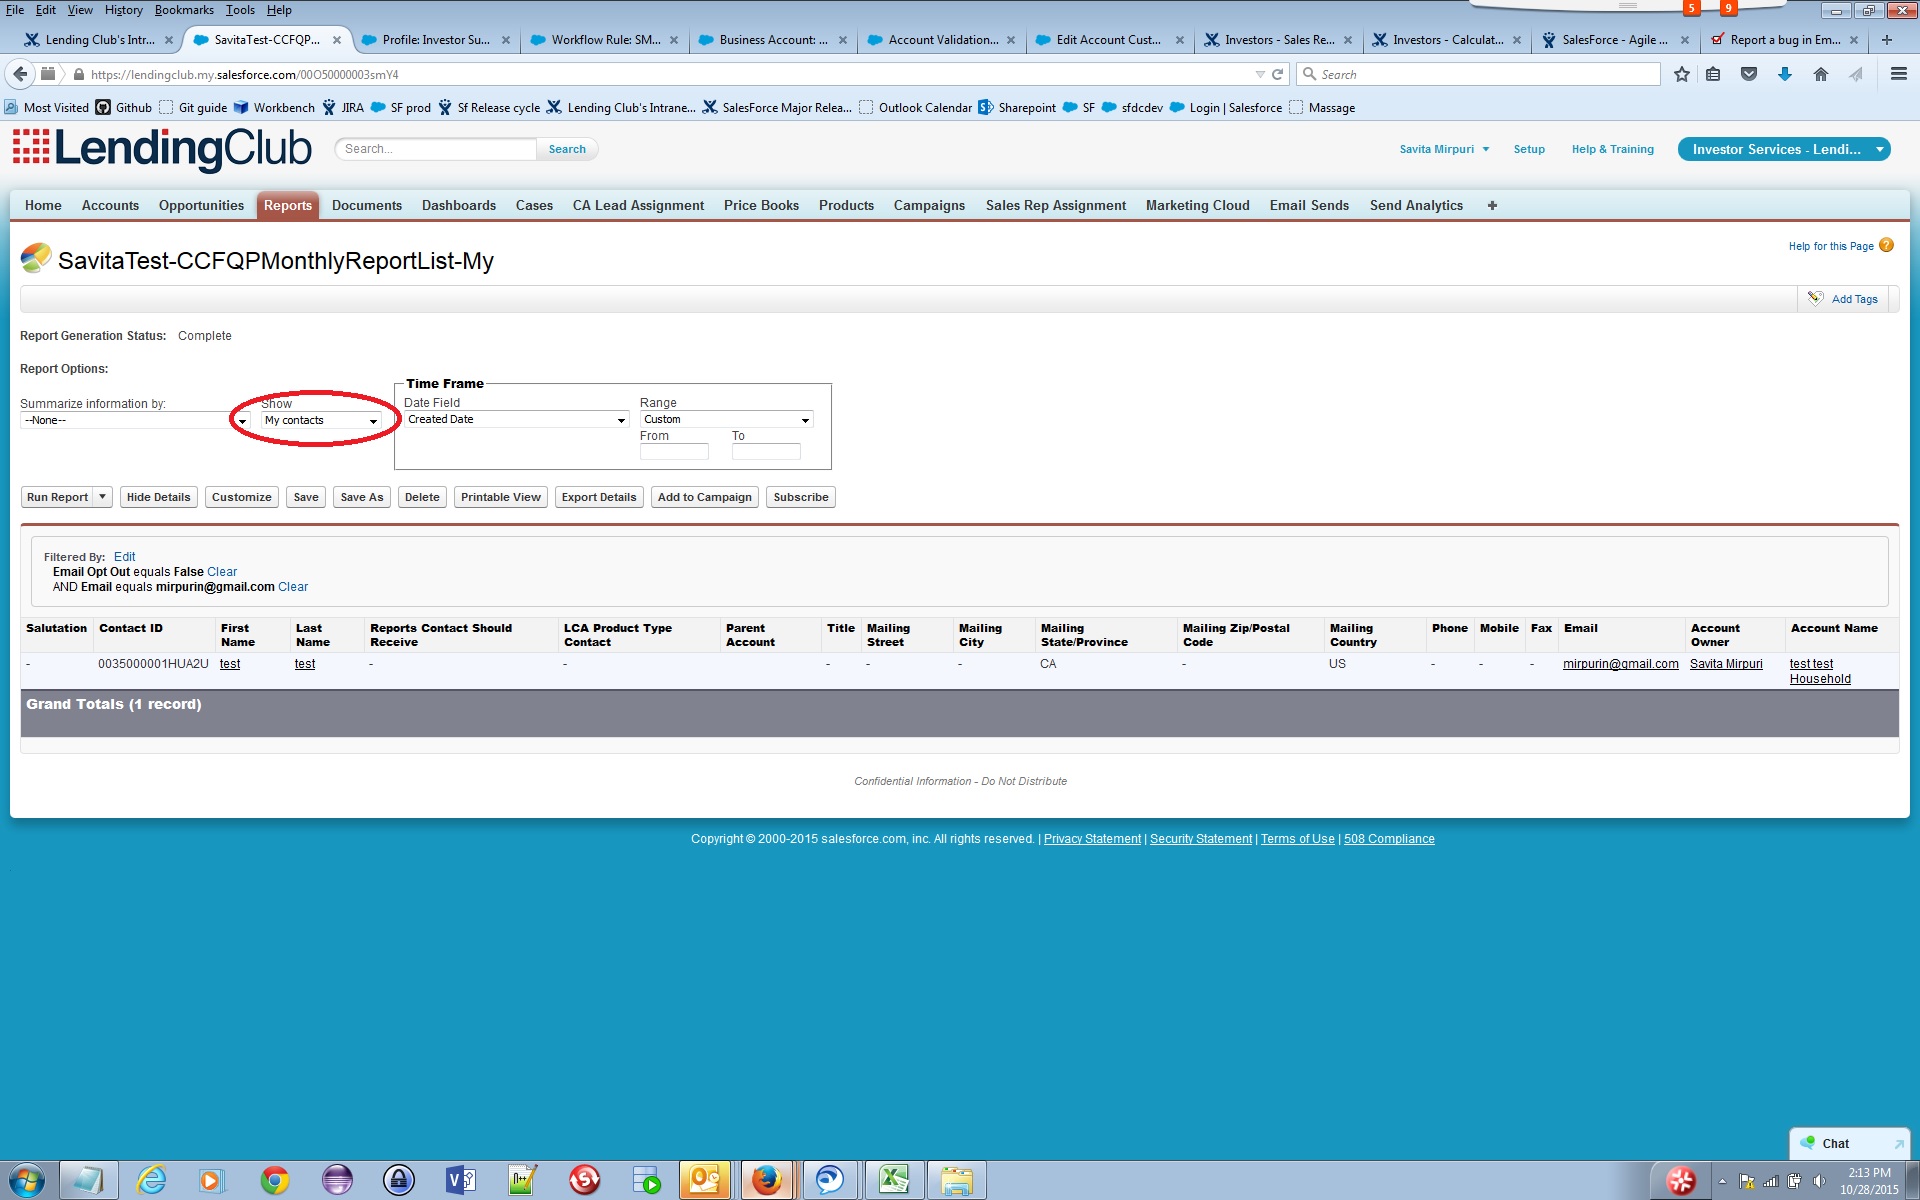 File Edit View History Bookmarks Tools Help
5 9
Lending Club's Intr... SavitaTest-CCFQP... Profile: Investor Su... Workflow Rule: SM... Business Account: ... Account Validation... Edit Account Cust... Investors - Sales Re... Investors - Calculat... SalesForce - Agile ... Report a bug in Em...
https://lendingclub.my.salesforce.com/00O50000003smY4 Search
Most Visited Github Git guide Workbench JIRA SF prod Sf Release cycle Lending Club's Intrane... SalesForce Major Relea... Outlook Calendar Sharepoint SF sfdcdev Login | Salesforce Massage
LendingClub Search... Search Savita Mirpuri Setup Help & Training Investor Services - Lendi...
Home Accounts Opportunities Reports Documents Dashboards Cases CA Lead Assignment Price Books Products Campaigns Sales Rep Assignment Marketing Cloud Email Sends Send Analytics +
SavitaTest-CCFQPMonthlyReportList-My Help for this Page ?
Add Tags
Report Generation Status: Complete
Report Options:
Time Frame
Summarize information by: Show Date Field Range
--None-- My contacts Created Date Custom
From To
Run Report Hide Details Customize Save Save As Delete Printable View Export Details Add to Campaign Subscribe
Filtered By: Edit
Email Opt Out equals False Clear
AND Email equals mirpurin@gmail.com Clear
Salutation Contact ID First Name Last Name Reports Contact Should Receive LCA Product Type Contact Parent Account Title Mailing Street Mailing City Mailing State/Province Mailing Zip/Postal Code Mailing Country Phone Mobile Fax Email Account Owner Account Name
- 0035000001HUA2U test test - - - - - CA - US - - - mirpurin@gmail.com Savita Mirpuri test test Household
Grand Totals (1 record)
Confidential Information - Do Not Distribute
Copyright © 2000-2015 salesforce.com, inc. All rights reserved. | Privacy Statement | Security Statement | Terms of Use | 508 Compliance
Chat
2:13 PM
10/28/2015